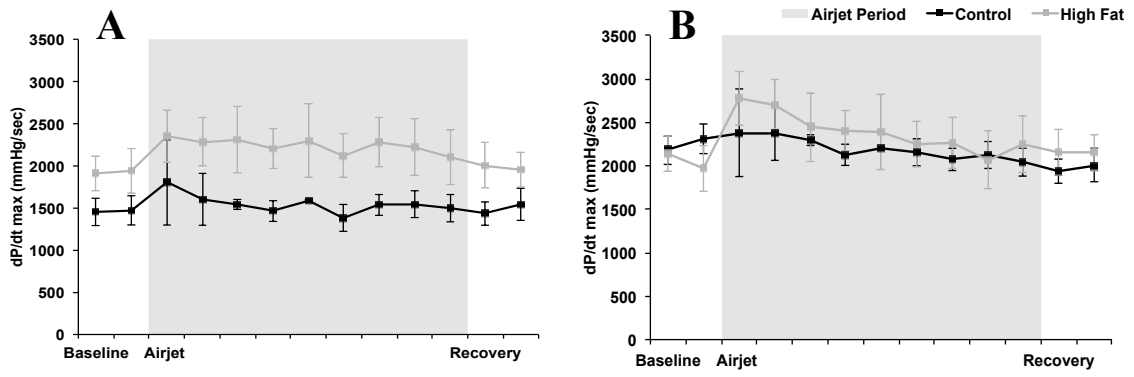 A
B
Airjet Period Control High Fat
dP/dt max (mmHg/sec)
3500
3000
2500
2000
1500
1000
500
0
Baseline Airjet Recovery
dP/dt max (mmHg/sec)
3500
3000
2500
2000
1500
1000
500
0
Baseline Airjet Recovery